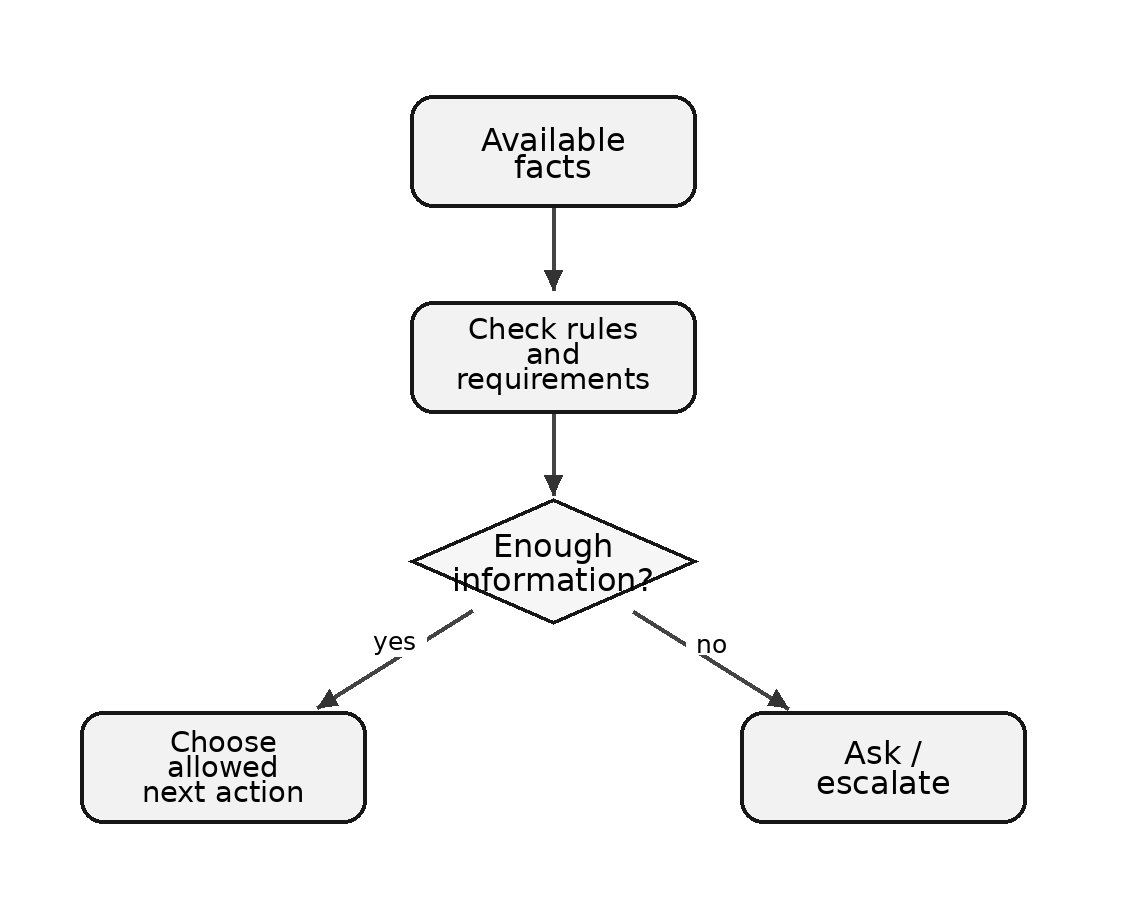 Available
facts
Check rules
and
requirements
Enough
information?
yes
no
Choose
allowed
next action
Ask /
escalate